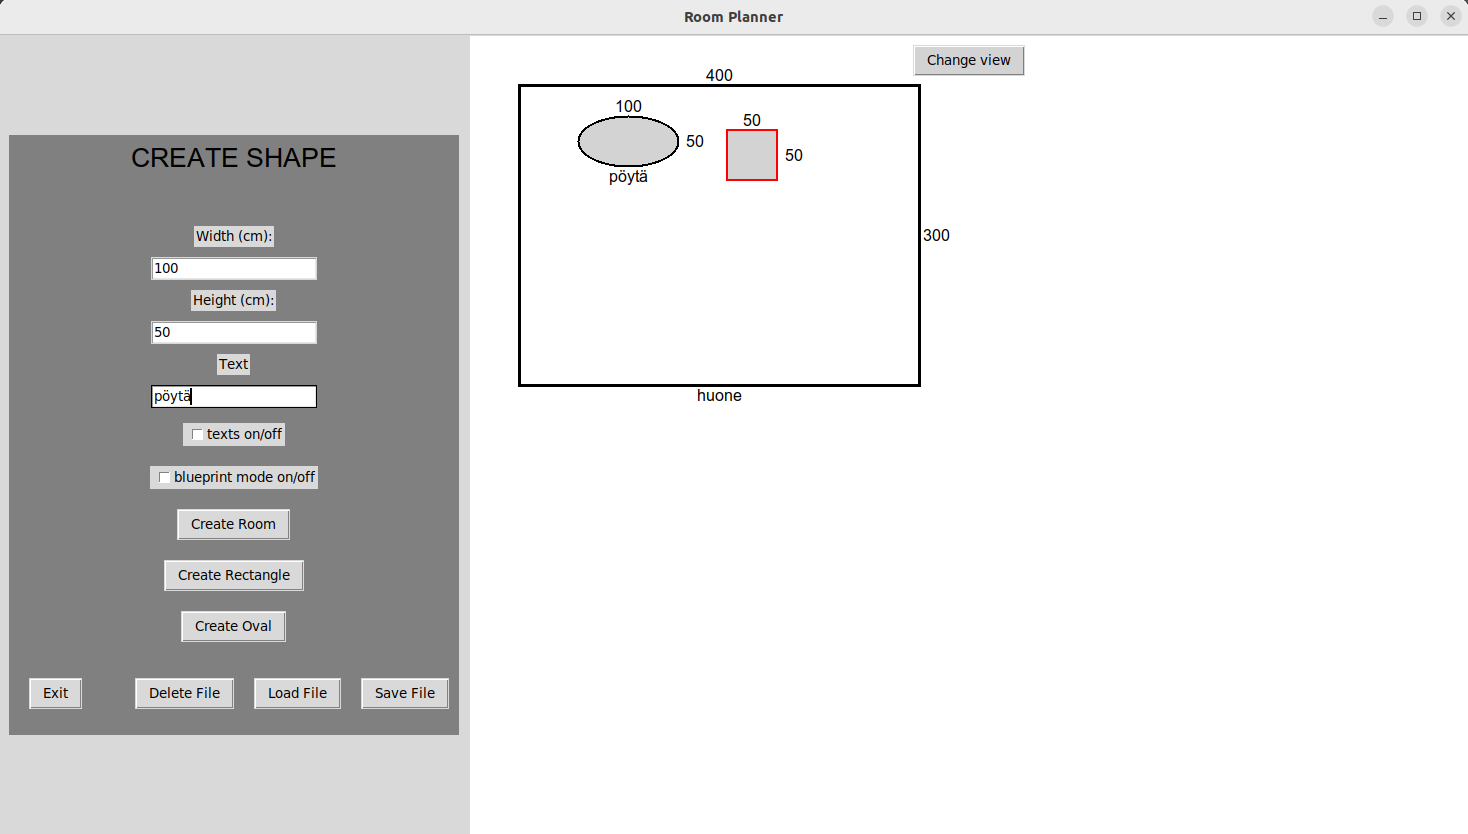 Room Planner
CREATE SHAPE
Width (cm):
100
Height (cm):
50
Text
pöytä
texts on/off
blueprint mode on/off
Create Room
Create Rectangle
Create Oval
Exit
Delete File
Load File
Save File
Change view
400
100
50
pöytä
50
50
300
huone